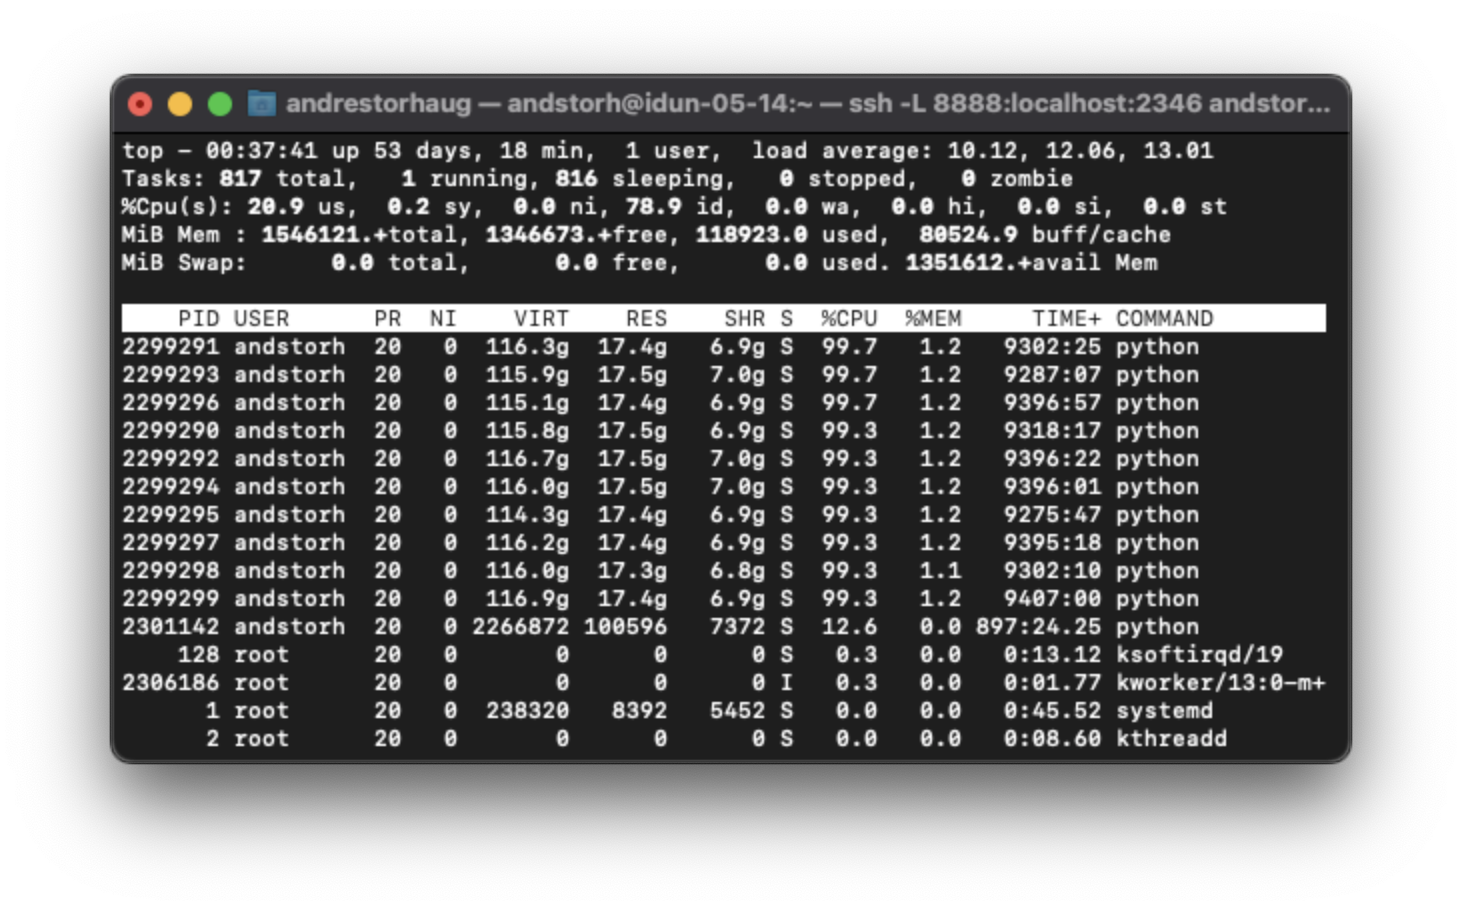 andrestorhaug — andstorh@idun-05-14:~ — ssh -L 8888:localhost:2346 andstor...
top - 00:37:41 up 53 days, 18 min,  1 user,  load average: 10.12, 12.06, 13.01
Tasks: 817 total,   1 running, 816 sleeping,   0 stopped,   0 zombie
%Cpu(s): 20.9 us,  0.2 sy,  0.0 ni, 78.9 id,  0.0 wa,  0.0 hi,  0.0 si,  0.0 st
MiB Mem : 1546121.+total, 1346673.+free, 118923.0 used,  80524.9 buff/cache
MiB Swap:      0.0 total,      0.0 free,      0.0 used. 1351612.+avail Mem
    PID USER      PR  NI    VIRT    RES    SHR S  %CPU  %MEM     TIME+ COMMAND
2299291 andstorh  20   0  116.3g  17.4g   6.9g S  99.7   1.2   9302:25 python
2299293 andstorh  20   0  115.9g  17.5g   7.0g S  99.7   1.2   9287:07 python
2299296 andstorh  20   0  115.1g  17.4g   6.9g S  99.7   1.2   9396:57 python
2299290 andstorh  20   0  115.8g  17.5g   6.9g S  99.3   1.2   9318:17 python
2299292 andstorh  20   0  116.7g  17.5g   7.0g S  99.3   1.2   9396:22 python
2299294 andstorh  20   0  116.0g  17.5g   7.0g S  99.3   1.2   9396:01 python
2299295 andstorh  20   0  114.3g  17.4g   6.9g S  99.3   1.2   9275:47 python
2299297 andstorh  20   0  116.2g  17.4g   6.9g S  99.3   1.2   9395:18 python
2299298 andstorh  20   0  116.0g  17.3g   6.8g S  99.3   1.1   9302:10 python
2299299 andstorh  20   0  116.9g  17.4g   6.9g S  99.3   1.2   9407:00 python
2301142 andstorh  20   0 2266872 100596   7372 S  12.6   0.0 897:24.25 python
    128 root      20   0       0      0      0 S   0.3   0.0   0:13.12 ksoftirqd/19
2306186 root      20   0       0      0      0 I   0.3   0.0   0:01.77 kworker/13:0-m+
      1 root      20   0  238320   8392   5452 S   0.0   0.0   0:45.52 systemd
      2 root      20   0       0      0      0 S   0.0   0.0   0:08.60 kthreadd